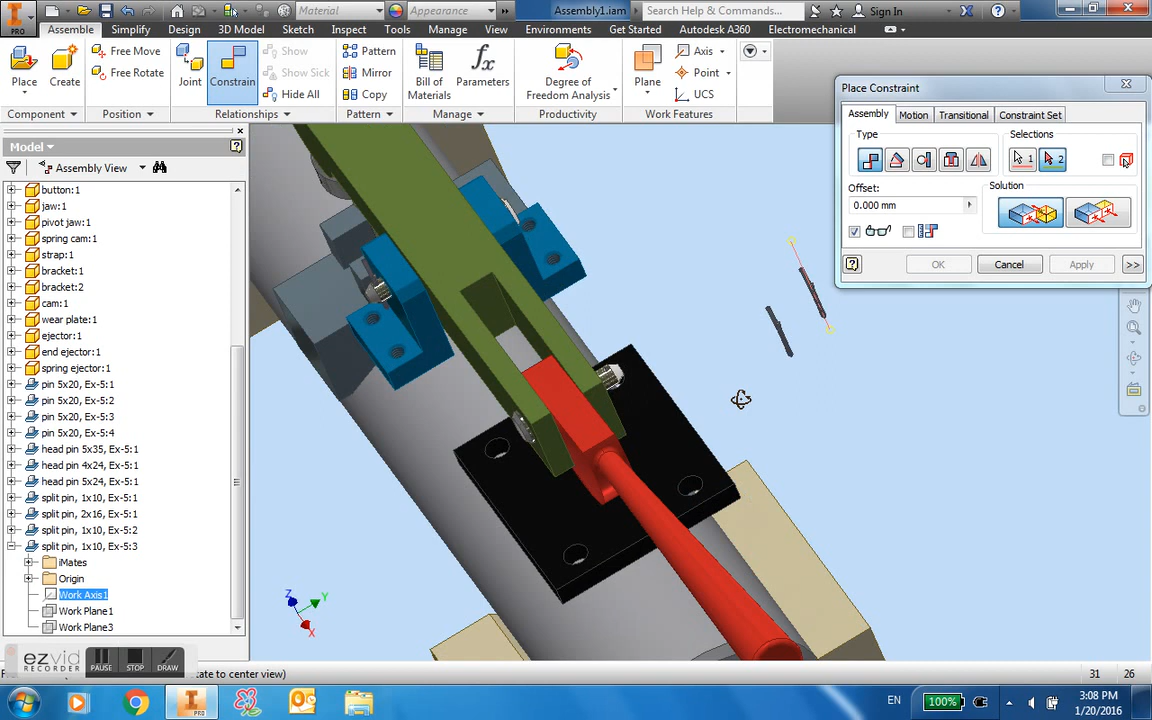 Material
Appearance
Assembly1.iam
Search Help & Commands...
Sign In
PRO
Assemble
Simplify
Design
3D Model
Sketch
Inspect
Tools
Manage
View
Environments
Get Started
Autodesk A360
Electromechanical
Place
Create
Free Move
Free Rotate
Joint
Constrain
Show
Show Sick
Hide All
Pattern
Mirror
Copy
Bill of
Materials
fx
Parameters
Degree of
Freedom Analysis
Plane
Axis
Point
UCS
Component
Position
Relationships
Pattern
Manage
Productivity
Work Features
Model
Assembly View
button:1
jaw:1
pivot jaw:1
spring cam:1
strap:1
bracket:1
bracket:2
cam:1
wear plate:1
ejector:1
end ejector:1
spring ejector:1
pin 5x20, Ex-5:1
pin 5x20, Ex-5:2
pin 5x20, Ex-5:3
pin 5x20, Ex-5:4
head pin 5x35, Ex-5:1
head pin 4x24, Ex-5:1
head pin 5x24, Ex-5:1
split pin, 1x10, Ex-5:1
split pin, 2x16, Ex-5:1
split pin, 1x10, Ex-5:2
split pin, 1x10, Ex-5:3
iMates
Origin
Work Axis1
Work Plane1
Work Plane3
Place Constraint
Assembly
Motion
Transitional
Constraint Set
Type
Selections
1
2
Offset:
0.000 mm
Solution
OK
Cancel
Apply
>>
Z
Y
X
ezvid
RECORDER
PAUSE
STOP
DRAW
tate to center view)
31
26
PRO
EN
100%
3:08 PM
1/20/2016